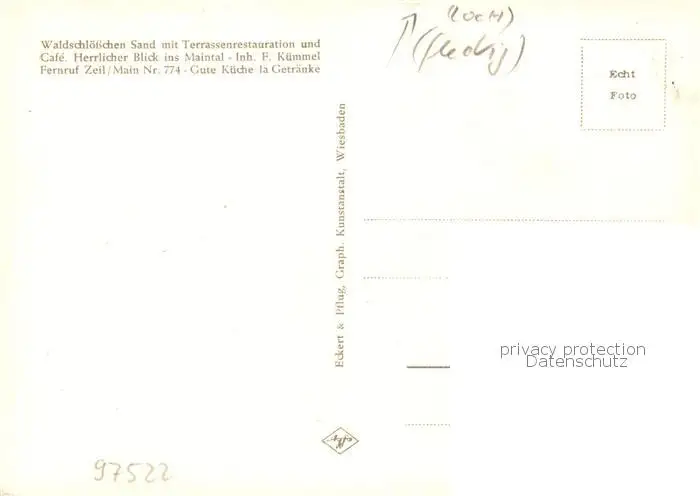 Waldschlößchen Sand mit Terrassenrestauration und
Café. Herrlicher Blick ins Maintal - Inh. F. Kümmel
Fernruf Zeil/Main Nr. 774 - Gute Küche la Getränke
Echt
Foto
Eckert & Pflug, Graph. Kunstanstalt, Wiesbaden
privacy protection
Datenschutz
97522